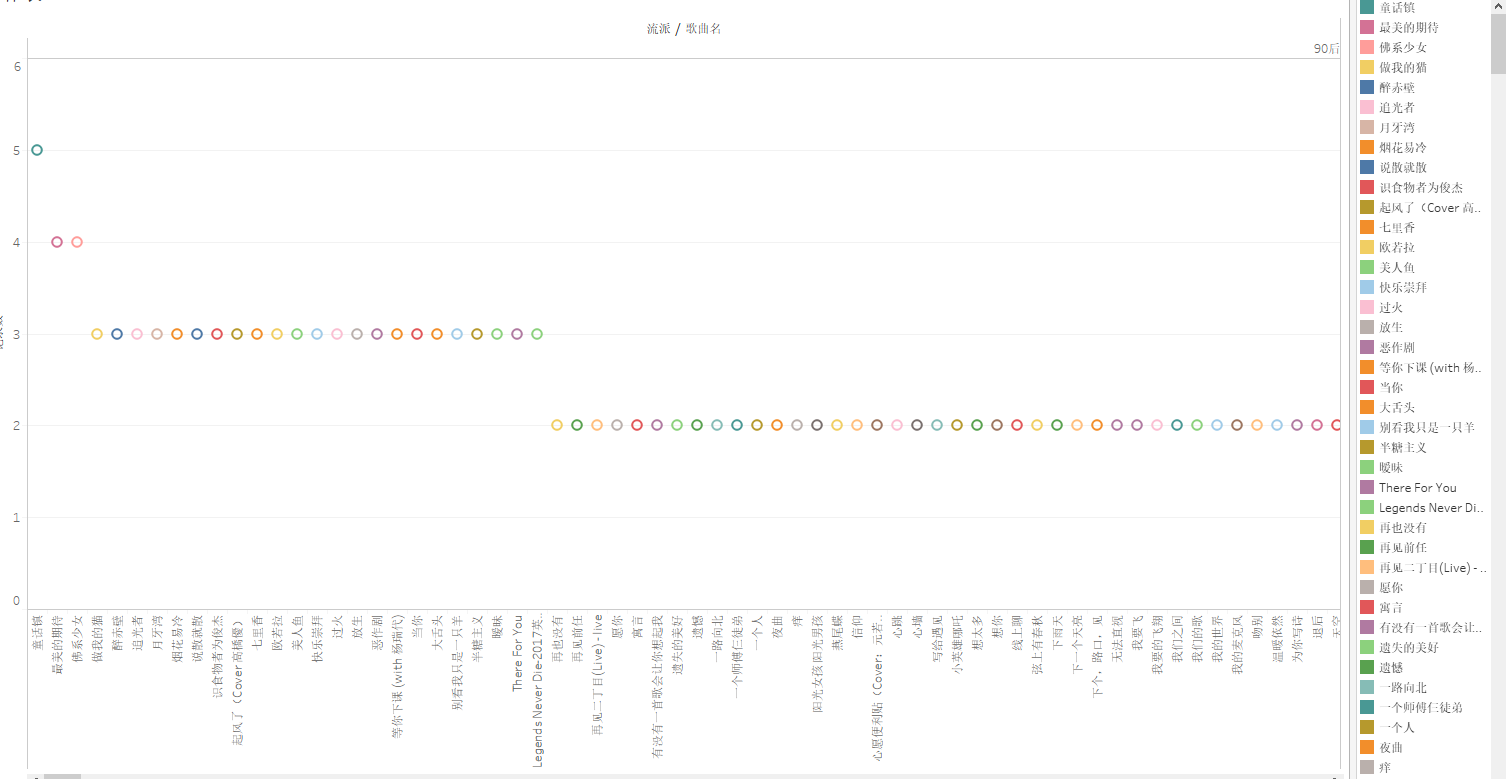 流派 / 歌曲名
90后
6
5
4
3
2
1
0
童话镇
最美的期待
佛系少女
做我的猫
醉赤壁
追光者
月牙湾
烟花易冷
说散就散
识食物者为俊杰
起风了（Cover 高橋優）
七里香
欧若拉
美人鱼
快乐崇拜
过火
放生
恶作剧
等你下课 (with 杨瑞代)
当你
大舌头
别看我只是一只羊
半糖主义
暧昧
There For You
Legends Never Die-2017英..
再也没有
再见前任
再见二丁目(Live) - live
愿你
寓言
有没有一首歌会让你想起我
遗失的美好
遗憾
一路向北
一个师傅仨徒弟
一个人
夜曲
痒
阳光女孩 阳光男孩
燕尾蝶
信仰
心愿便利贴（Cover：元若..
心跳
心墙
写给遇见
小英雄哪吒
想太多
想你
线上聊
弦上有春秋
下雨天
下一个天亮
下个，路口，见
无法直视
我要飞
我要的飞翔
我们之间
我们的歌
我的世界
我的麦克风
吻别
温暖依然
为你写诗
退后
天空
童话镇
最美的期待
佛系少女
做我的猫
醉赤壁
追光者
月牙湾
烟花易冷
说散就散
识食物者为俊杰
起风了（Cover 高..
七里香
欧若拉
美人鱼
快乐崇拜
过火
放生
恶作剧
等你下课 (with 杨..
当你
大舌头
别看我只是一只羊
半糖主义
暧昧
There For You
Legends Never Di..
再也没有
再见前任
再见二丁目(Live) - ..
愿你
寓言
有没有一首歌会让..
遗失的美好
遗憾
一路向北
一个师傅仨徒弟
一个人
夜曲
痒